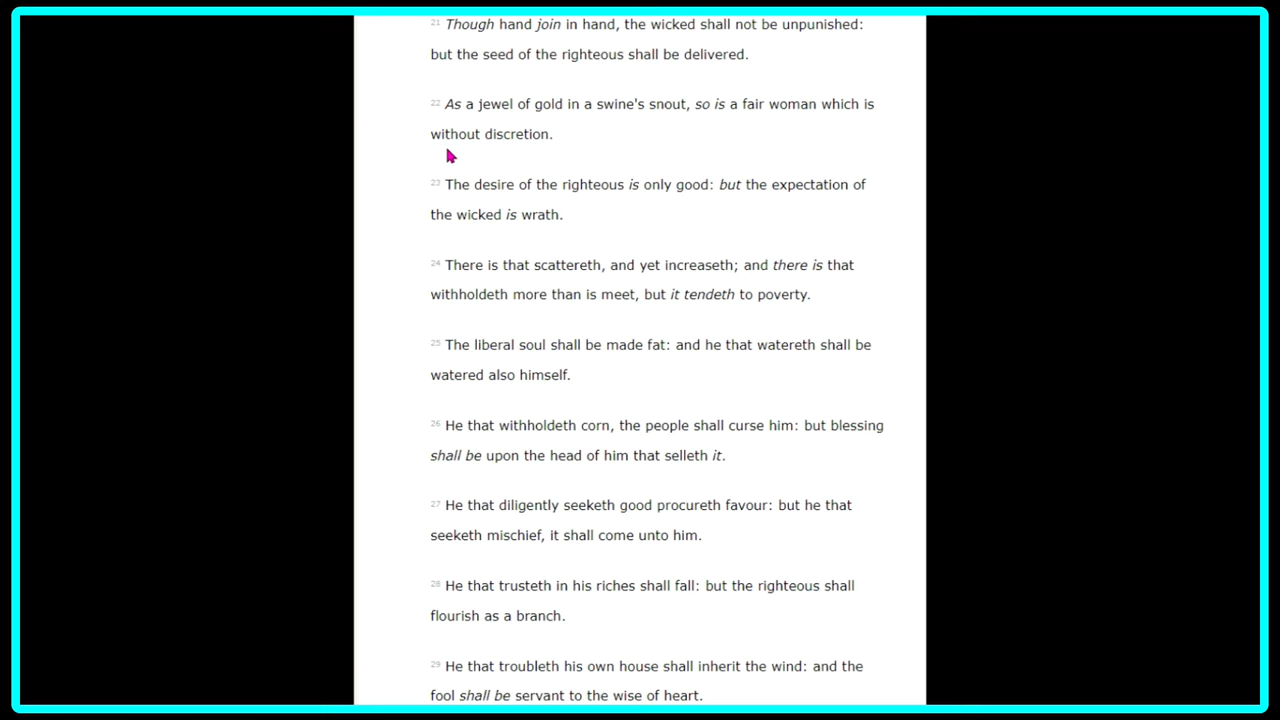 21 Though hand join in hand, the wicked shall not be unpunished:
but the seed of the righteous shall be delivered.
22 As a jewel of gold in a swine's snout, so is a fair woman which is
without discretion.
23 The desire of the righteous is only good: but the expectation of
the wicked is wrath.
24 There is that scattereth, and yet increaseth; and there is that
withholdeth more than is meet, but it tendeth to poverty.
25 The liberal soul shall be made fat: and he that watereth shall be
watered also himself.
26 He that withholdeth corn, the people shall curse him: but blessing
shall be upon the head of him that selleth it.
27 He that diligently seeketh good procureth favour: but he that
seeketh mischief, it shall come unto him.
28 He that trusteth in his riches shall fall: but the righteous shall
flourish as a branch.
29 He that troubleth his own house shall inherit the wind: and the
fool shall be servant to the wise of heart.